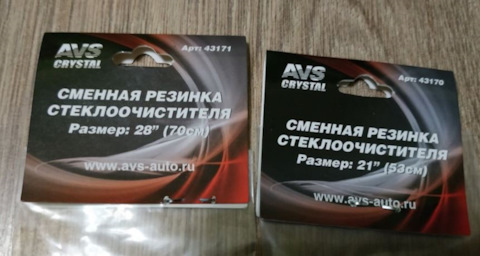 AVS
CRYSTAL
Арт: 43171
СМЕННАЯ РЕЗИНКА
СТЕКЛООЧИСТИТЕЛЯ
Размер: 28" (70см)
www.avs-auto.ru
AVS
CRYSTAL
Арт: 43170
СМЕННАЯ РЕЗИНКА
СТЕКЛООЧИСТИТЕЛЯ
Размер: 21" (53см)
www.avs-auto.ru